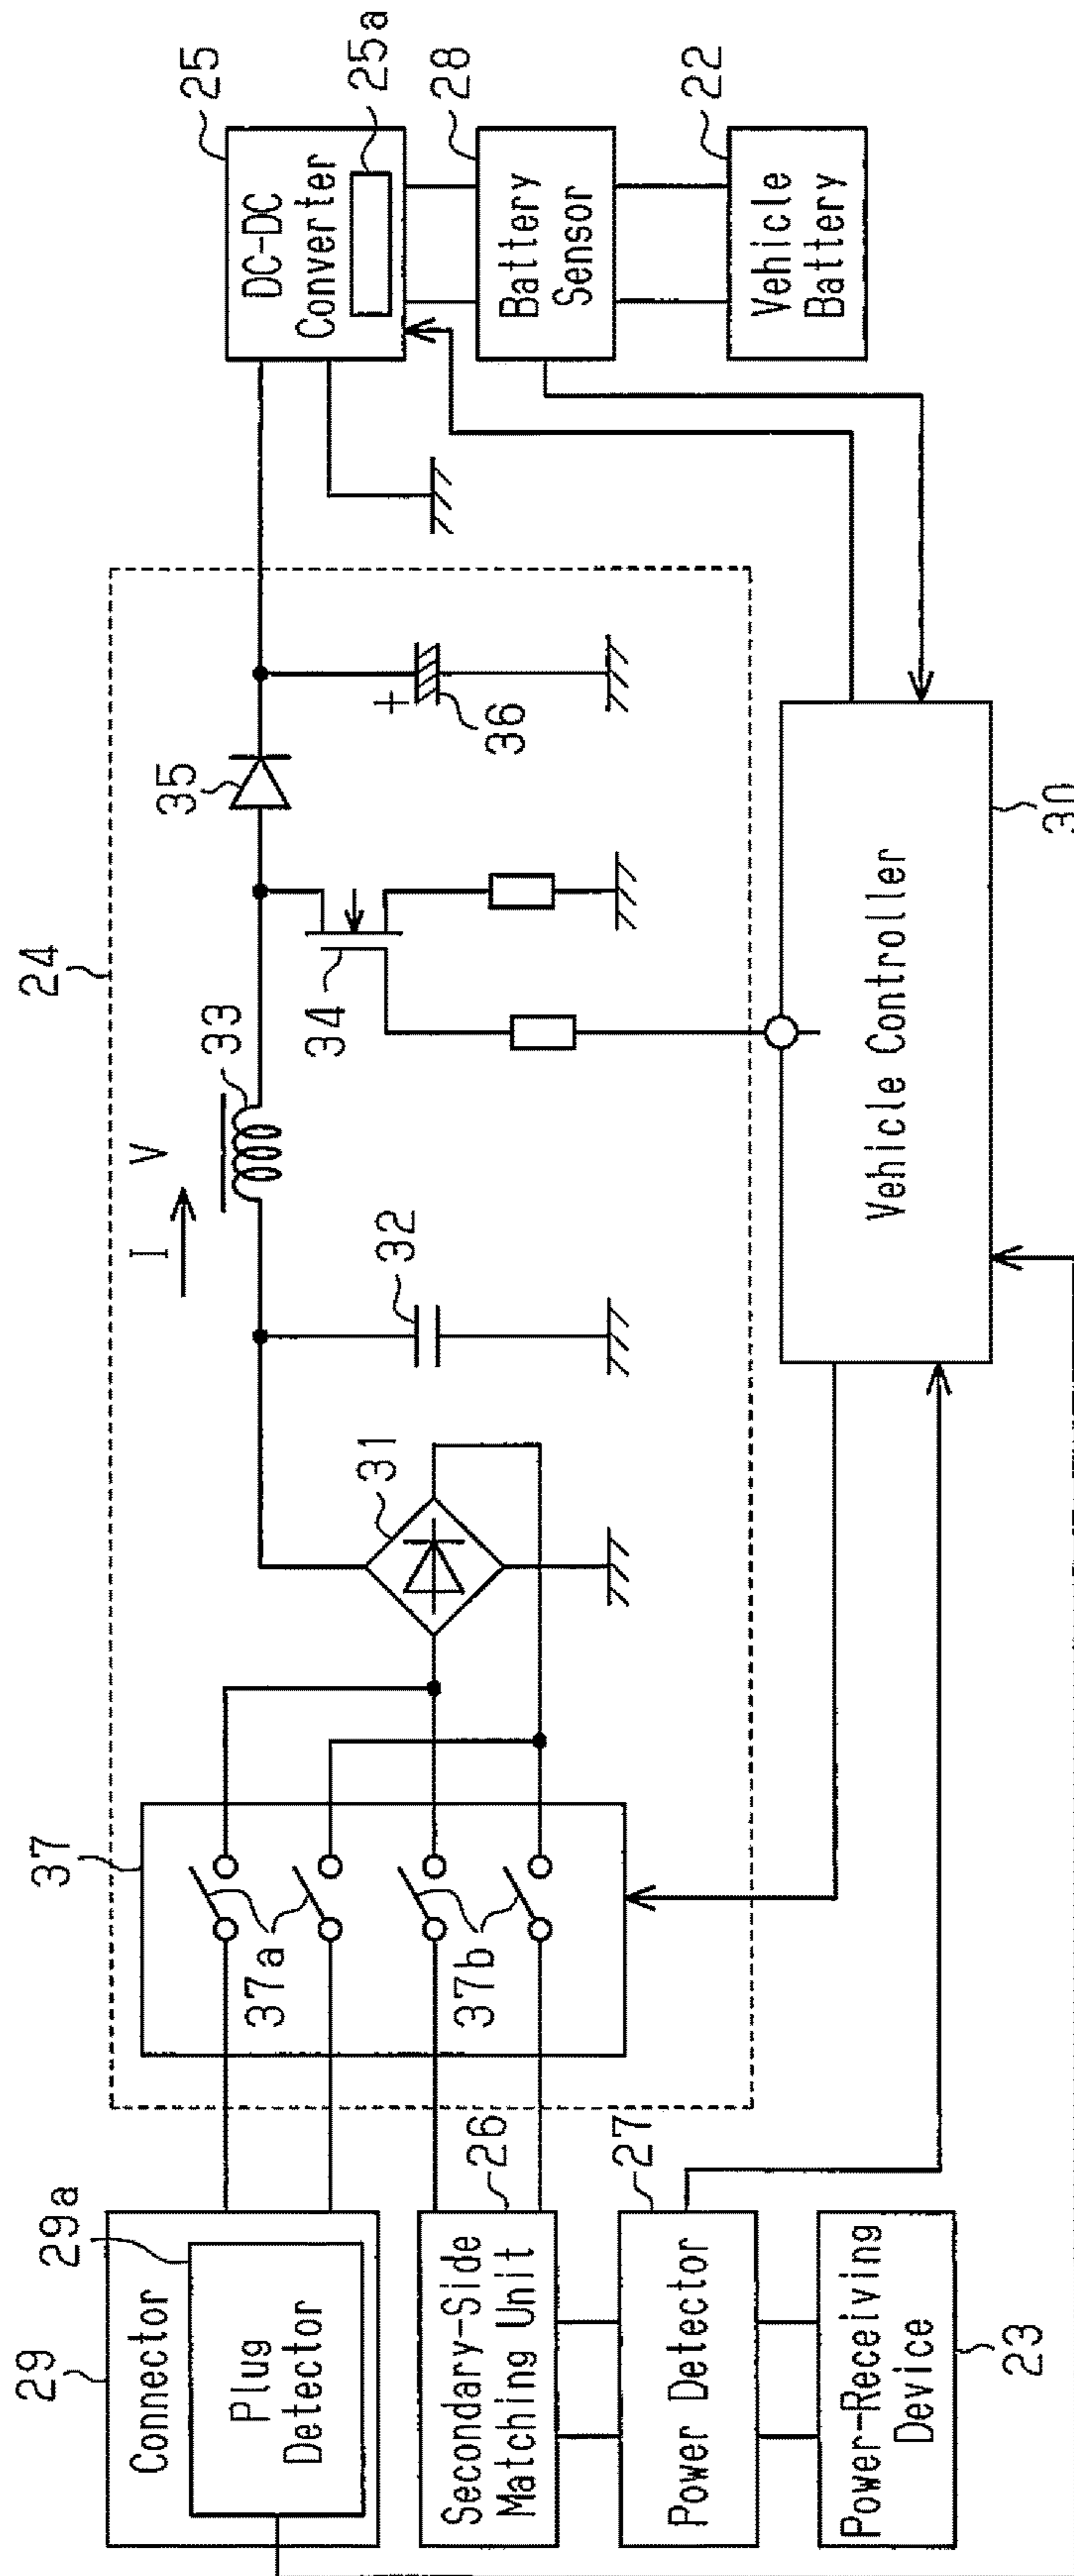 24
29
29a
Connector
Plug
Detector
37
37a
37b
31
32
I
V
33
34
35
+
36
25
DC-DC
Converter
25a
28
Battery
Sensor
22
Vehicle
Battery
26
Secondary-Side
Matching Unit
27
Power Detector
Power-Receiving
Device
23
Vehicle Controller
30